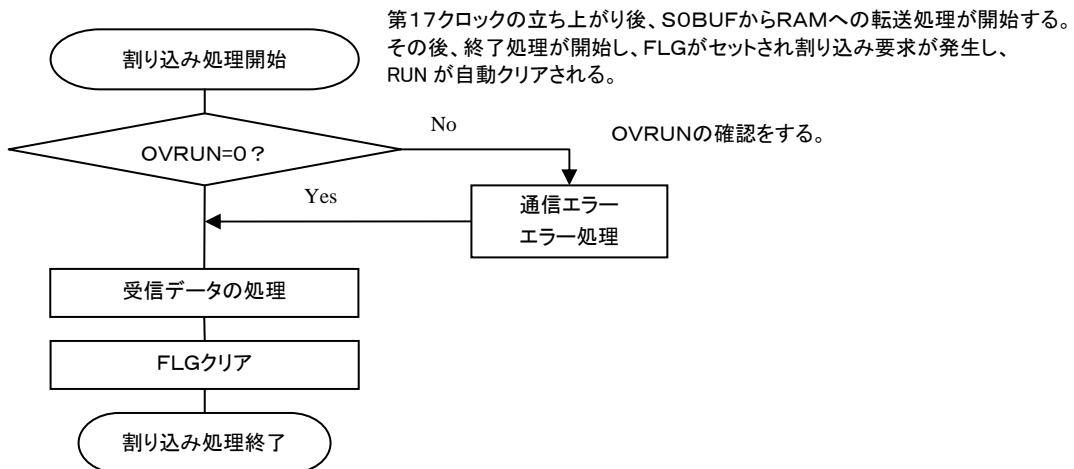 第17クロックの立ち上がり後、S0BUFからRAMへの転送処理が開始する。
その後、終了処理が開始し、FLGがセットされ割り込み要求が発生し、
RUN が自動クリアされる。
割り込み処理開始
OVRUN=0？
No
OVRUNの確認をする。
Yes
通信エラー
エラー処理
受信データの処理
FLGクリア
割り込み処理終了